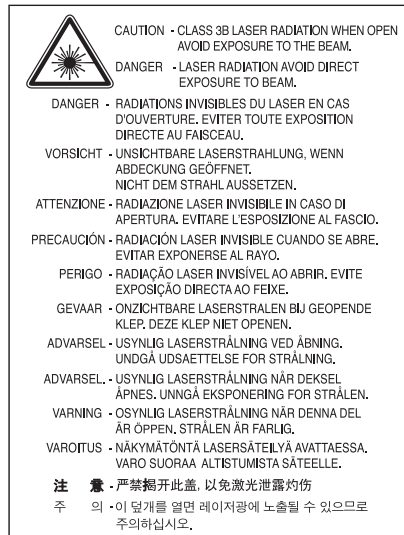 CAUTION - CLASS 3B LASER RADIATION WHEN OPEN
AVOID EXPOSURE TO THE BEAM.
DANGER - LASER RADIATION AVOID DIRECT
EXPOSURE TO BEAM.
DANGER - RADIATIONS INVISIBLES DU LASER EN CAS
D'OUVERTURE. EVITER TOUTE EXPOSITION
DIRECTE AU FAISCEAU.
VORSICHT - UNSICHTBARE LASERSTRAHLUNG, WENN
ABDECKUNG GEÖFFNET.
NICHT DEM STRAHL AUSSETZEN.
ATTENZIONE - RADIAZIONE LASER INVISIBILE IN CASO DI
APERTURA. EVITARE L'ESPOSIZIONE AL FASCIO.
PRECAUCIÓN - RADIACIÓN LASER INVISIBLE CUANDO SE ABRE.
EVITAR EXPONERSE AL RAYO.
PERIGO - RADIAÇÃO LASER INVISÍVEL AO ABRIR. EVITE
EXPOSIÇÃO DIRECTA AO FEIXE.
GEVAAR - ONZICHTBARE LASERSTRALEN BIJ GEOPENDE
KLEP. DEZE KLEP NIET OPENEN.
ADVARSEL - USYNLIG LASERSTRÅLNING VED ÅBNING.
UNDGÅ UDSAETTELSE FOR STRÅLNING.
ADVARSEL. - USYNLIG LASERSTRÅLNING NÅR DEKSEL
ÅPNES. UNNGÅ EKSPONERING FOR STRÅLEN.
VARNING - OSYNLIG LASERSTRÅLNING NÅR DENNA DEL
ÄR ÖPPEN. STRÅLEN ÄR FARLIG.
VAROITUS - NÄKYMÄTÖNTÄ LASERSÄTEILYÄ AVATTAESSA.
VARO SUORAA ALTISTUMISTA SÄTEELLE.
注 意 - 严禁揭开此盖, 以免激光泄露灼伤
주 의 - 이 덮개를 열면 레이저광에 노출될 수 있으므로
주의하십시오.